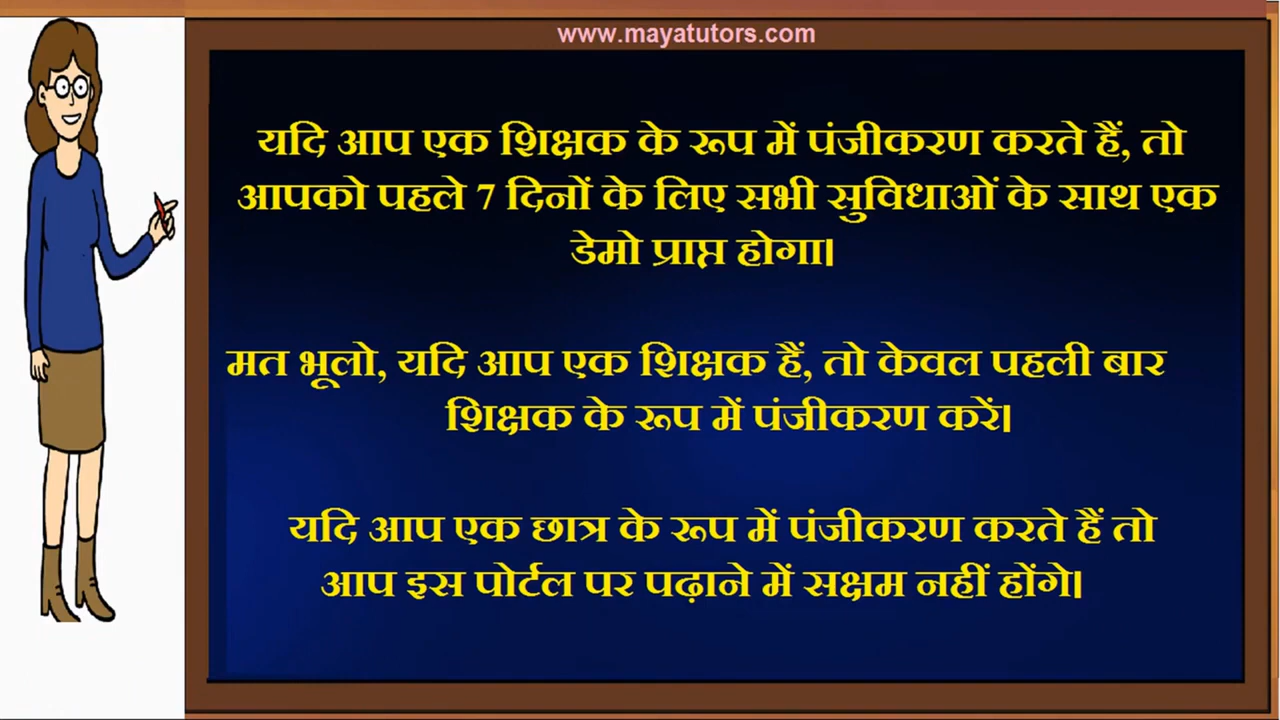 www.mayatutors.com
यदि आप एक शिक्षक के रूप में पंजीकरण करते हैं, तो
आपको पहले 7 दिनों के लिए सभी सुविधाओं के साथ एक
डेमो प्राप्त होगा।
मत भूलो, यदि आप एक शिक्षक हैं, तो केवल पहली बार
शिक्षक के रूप में पंजीकरण करें।
यदि आप एक छात्र के रूप में पंजीकरण करते हैं तो
आप इस पोर्टल पर पढ़ाने में सक्षम नहीं होंगे।